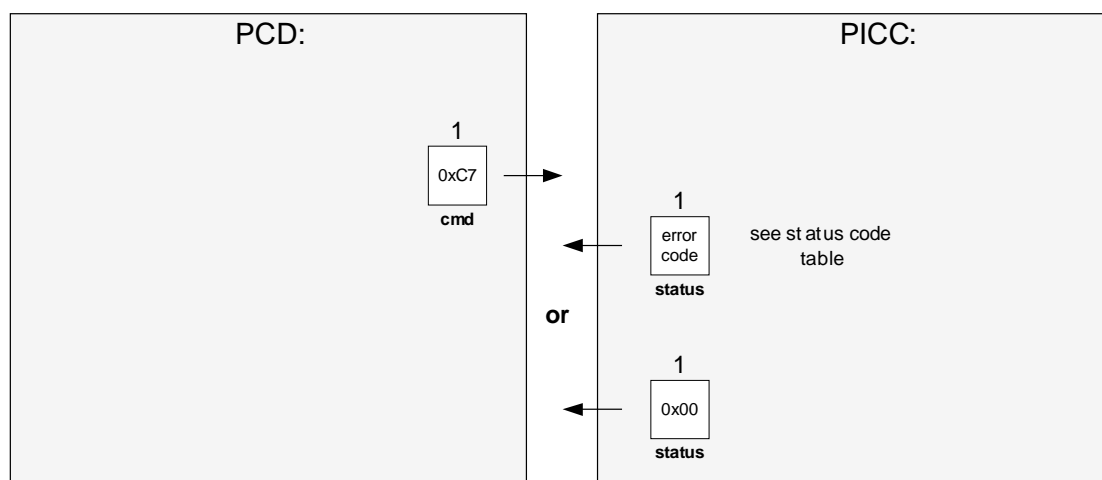 PCD:
PICC:
1
0xC7
cmd
1
error
code
status
see status code
table
or
1
0x00
status